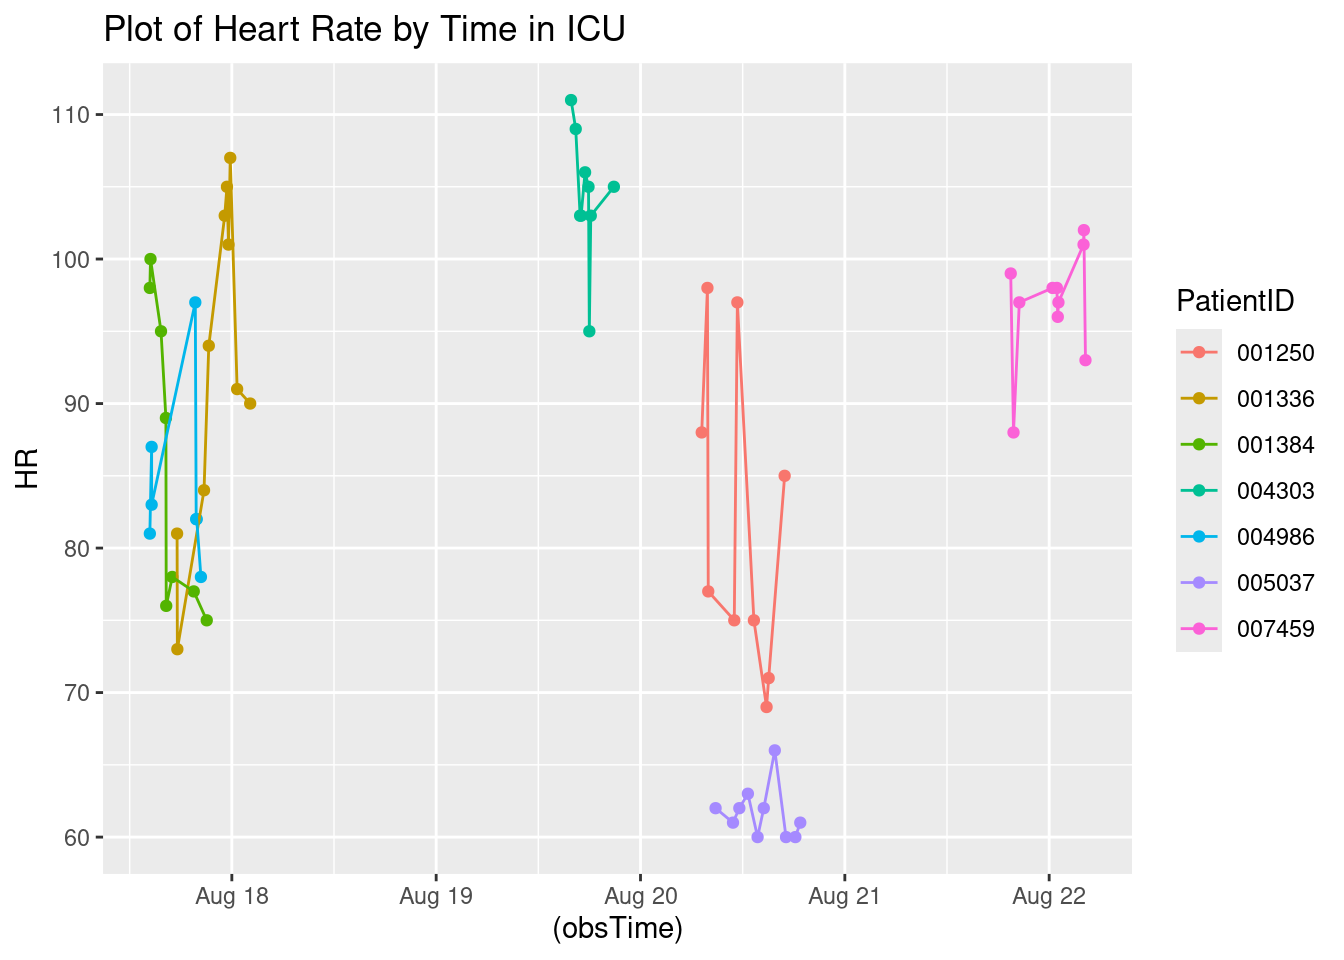 Plot of Heart Rate by Time in ICU
HR
110
100
90
80
70
60
Aug 18 Aug 19 Aug 20 Aug 21 Aug 22
(obsTime)
PatientID
001250
001336
001384
004303
004986
005037
007459